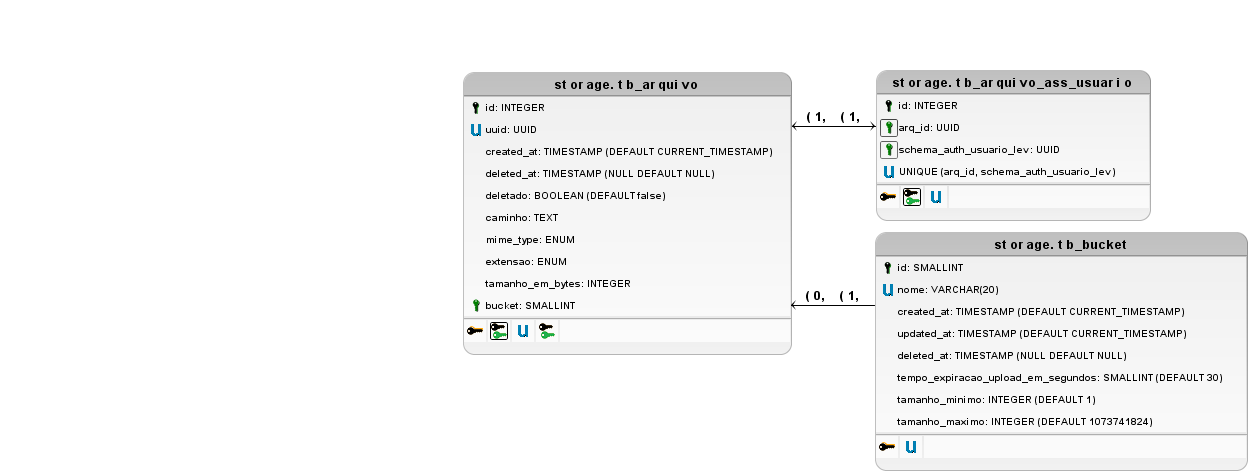 storage.tb_arquivo
id: INTEGER
U uuid: UUID
created_at: TIMESTAMP (DEFAULT CURRENT_TIMESTAMP)
deleted_at: TIMESTAMP (NULL DEFAULT NULL)
deletado: BOOLEAN (DEFAULT false)
caminho: TEXT
mime_type: ENUM
extensao: ENUM
tamanho_em_bytes: INTEGER
bucket: SMALLINT
U
(1, (1,
(0, (1,
storage.tb_arquivo_ass_usuario
id: INTEGER
arq_id: UUID
schema_auth_usuario_lev: UUID
U UNIQUE (arq_id, schema_auth_usuario_lev)
U
storage.tb_bucket
id: SMALLINT
U nome: VARCHAR(20)
created_at: TIMESTAMP (DEFAULT CURRENT_TIMESTAMP)
updated_at: TIMESTAMP (DEFAULT CURRENT_TIMESTAMP)
deleted_at: TIMESTAMP (NULL DEFAULT NULL)
tempo_expiracao_upload_em_segundos: SMALLINT (DEFAULT 30)
tamanho_minimo: INTEGER (DEFAULT 1)
tamanho_maximo: INTEGER (DEFAULT 1073741824)
U